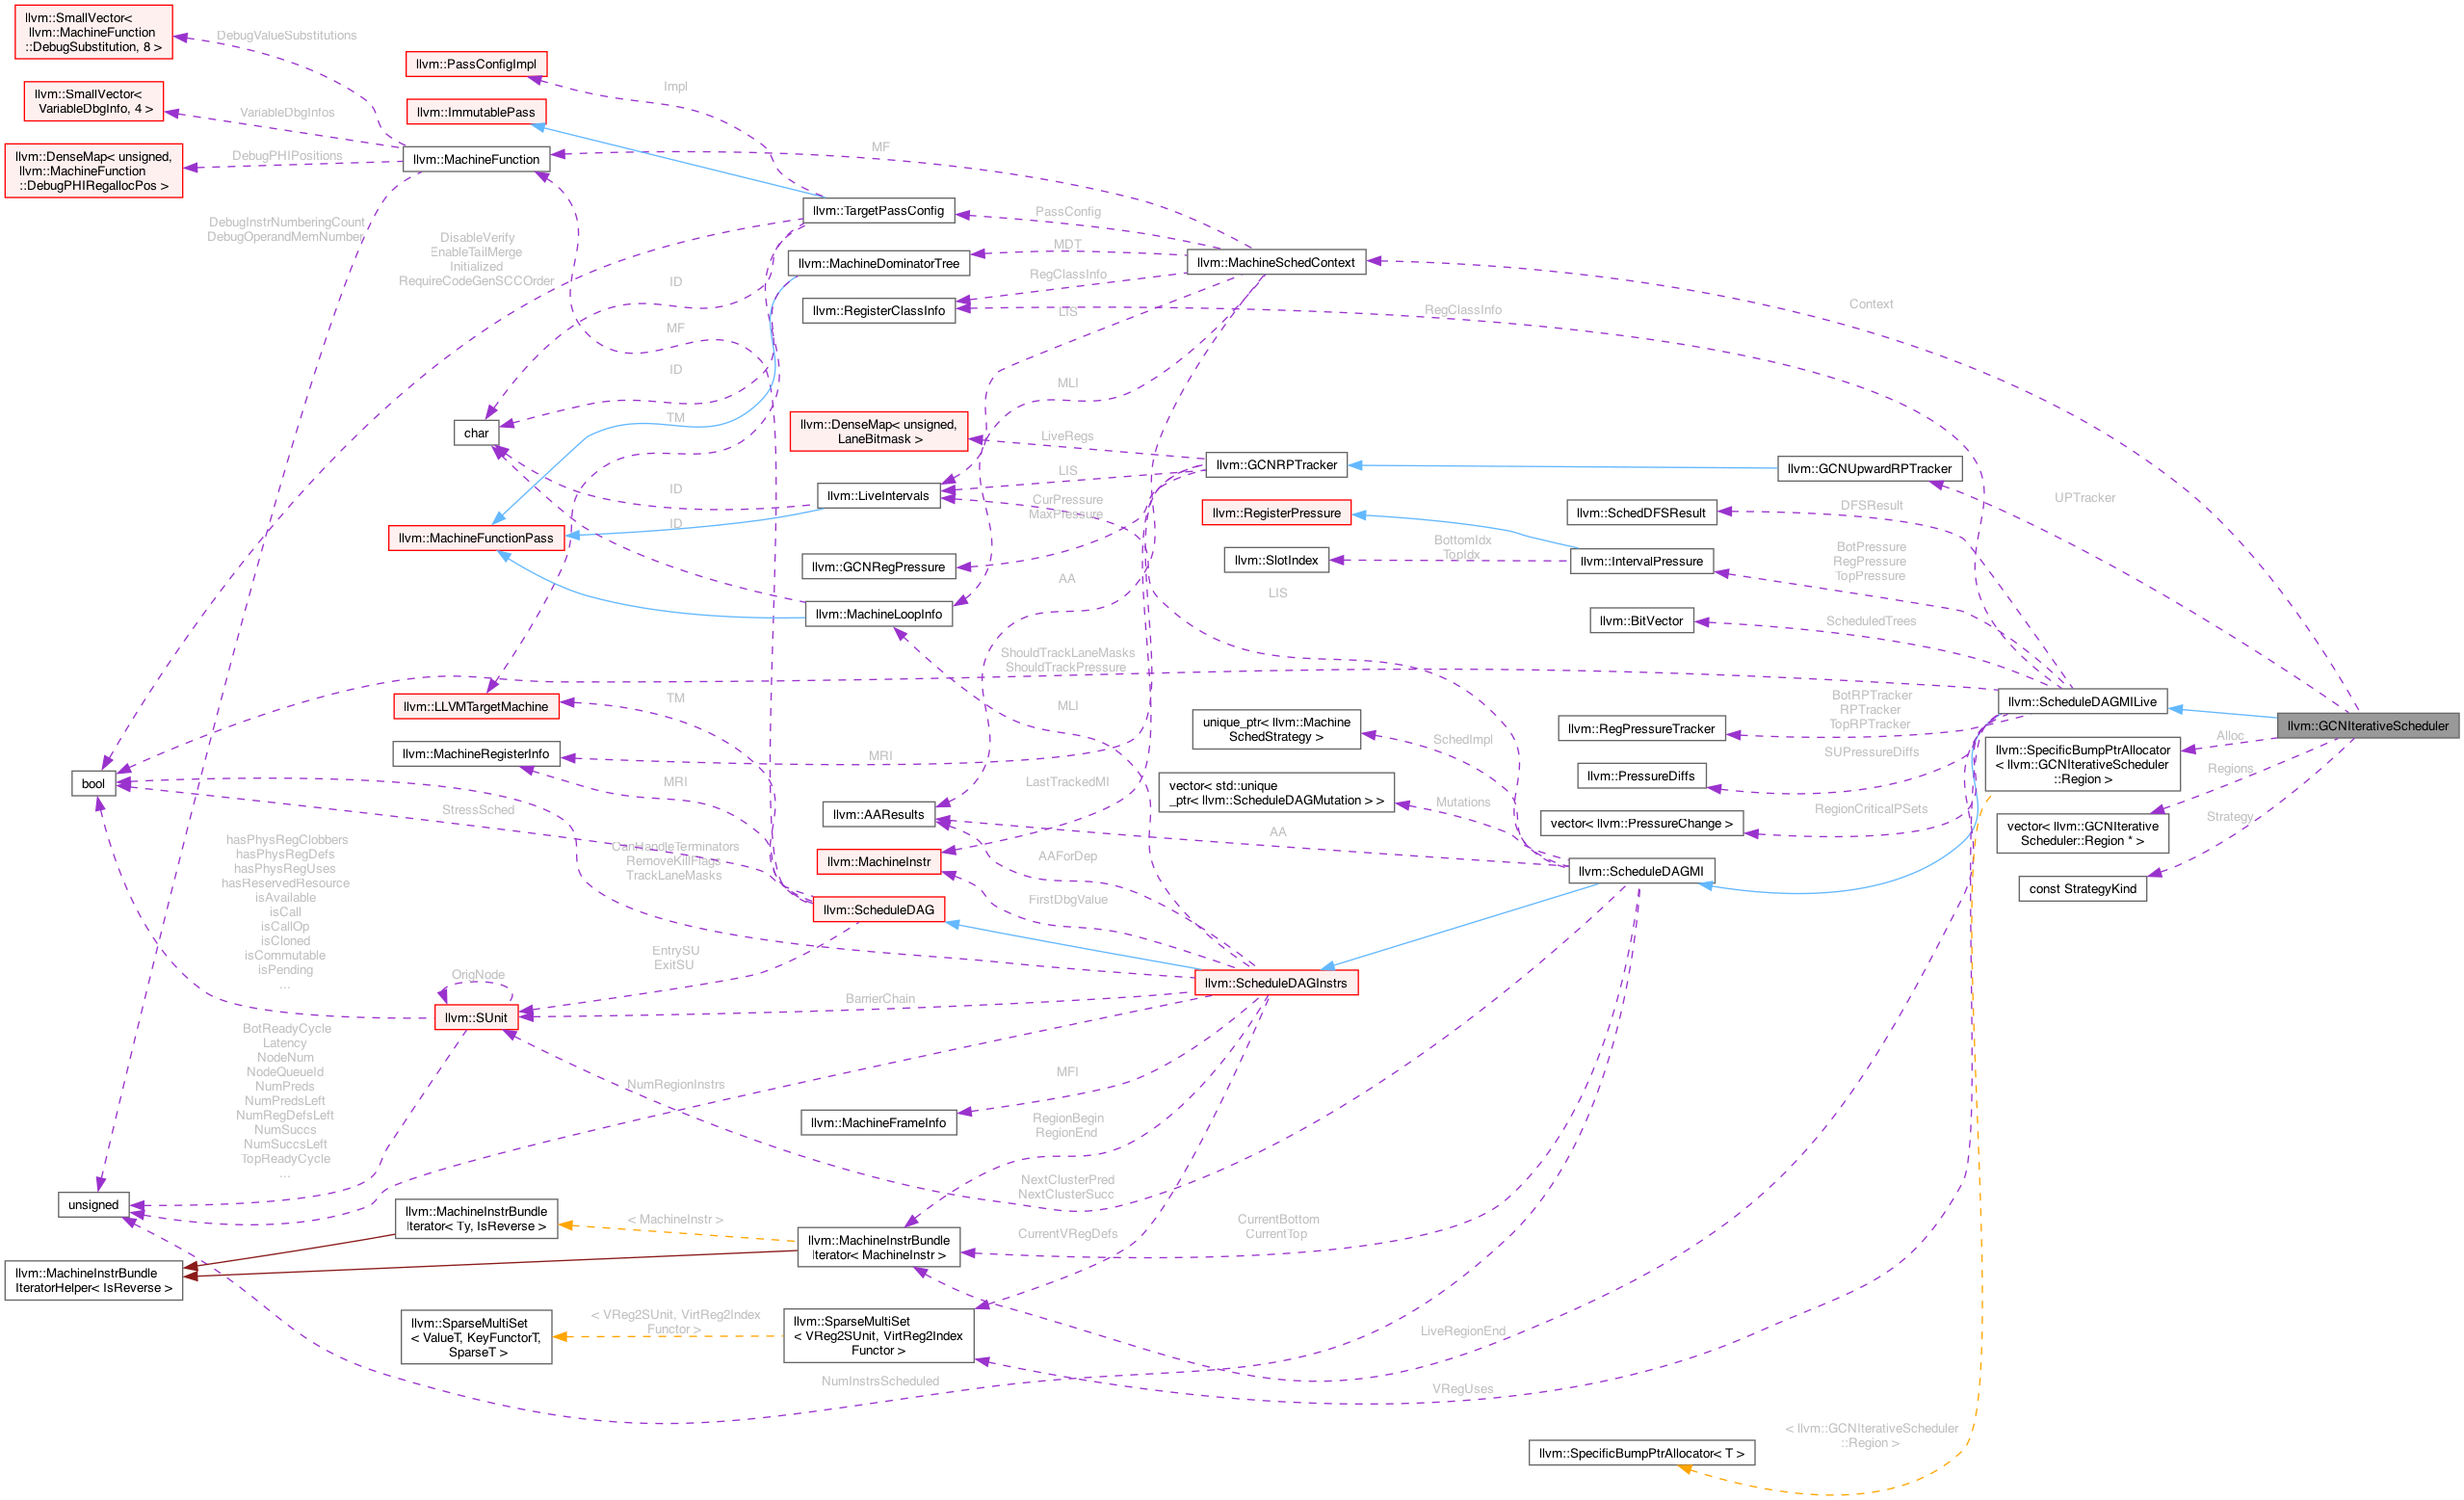 llvm::SmallVector<
llvm::MachineFunction
::DebugSubstitution, 8 >
DebugValueSubstitutions
llvm::PassConfigImpl
Impl
llvm::SmallVector<
VariableDbgInfo, 4 >
VariableDbgInfos
llvm::ImmutablePass
llvm::DenseMap< unsigned,
llvm::MachineFunction
::DebugPHIRegallocPos >
DebugPHIPositions
llvm::MachineFunction
MF
DebugInstrNumberingCount
DebugOperandMemNumber
DisableVerify
EnableTailMerge
Initialized
RequireCodeGenSCCOrder
llvm::TargetPassConfig
PassConfig
llvm::MachineDominatorTree
MDT
llvm::MachineSchedContext
RegClassInfo
llvm::RegisterClassInfo
LIS
RegClassInfo
Context
ID
MF
ID
MLI
TM
char
llvm::DenseMap< unsigned,
LaneBitmask >
LiveRegs
llvm::GCNRPTracker
llvm::GCNUpwardRPTracker
UPTracker
LIS
ID
llvm::LiveIntervals
CurPressure
MaxPressure
llvm::RegisterPressure
llvm::SchedDFSResult
DFSResult
ID
llvm::MachineFunctionPass
llvm::GCNRegPressure
AA
llvm::SlotIndex
BottomIdx
TopIdx
llvm::IntervalPressure
BotPressure
RegPressure
TopPressure
LIS
llvm::MachineLoopInfo
llvm::BitVector
ScheduledTrees
ShouldTrackLaneMasks
ShouldTrackPressure
TM
llvm::LLVMTargetMachine
MLI
llvm::ScheduleDAGMILive
llvm::GCNIterativeScheduler
unique_ptr< llvm::Machine
SchedStrategy >
SchedImpl
llvm::RegPressureTracker
BotRPTracker
RPTracker
TopRPTracker
llvm::MachineRegisterInfo
MRI
SUPressureDiffs
llvm::SpecificBumpPtrAllocator
< llvm::GCNIterativeScheduler
::Region >
Alloc
Regions
bool
MRI
LastTrackedMI
vector< std::unique
_ptr< llvm::ScheduleDAGMutation > >
Mutations
llvm::PressureDiffs
RegionCriticalPSets
StressSched
llvm::AAResults
AA
vector< llvm::PressureChange >
vector< llvm::GCNIterative
Scheduler::Region * >
Strategy
hasPhysRegClobbers
hasPhysRegDefs
hasPhysRegUses
hasReservedResource
isAvailable
isCall
isCallOp
isCloned
isCommutable
isPending
...
CanHandleTerminators
RemoveKillFlags
TrackLaneMasks
llvm::MachineInstr
AAForDep
FirstDbgValue
llvm::ScheduleDAGMI
const StrategyKind
llvm::ScheduleDAG
EntrySU
ExitSU
OrigNode
llvm::SUnit
BarrierChain
llvm::ScheduleDAGInstrs
BotReadyCycle
Latency
NodeNum
NodeQueueId
NumPreds
NumPredsLeft
NumRegDefsLeft
NumSuccs
NumSuccsLeft
TopReadyCycle
...
NumRegionInstrs
MFI
llvm::MachineFrameInfo
RegionBegin
RegionEnd
NextClusterPred
NextClusterSucc
unsigned
llvm::MachineInstrBundle
Iterator< Ty, IsReverse >
< MachineInstr >
llvm::MachineInstrBundle
Iterator< MachineInstr >
CurrentVRegDefs
CurrentBottom
CurrentTop
llvm::MachineInstrBundle
IteratorHelper< IsReverse >
llvm::SparseMultiSet
< ValueT, KeyFunctorT,
SparseT >
< VReg2SUnit, VirtReg2Index
Functor >
llvm::SparseMultiSet
< VReg2SUnit, VirtReg2Index
Functor >
LiveRegionEnd
NumInstrsScheduled
VRegUses
llvm::SpecificBumpPtrAllocator< T >
< llvm::GCNIterativeScheduler
::Region >